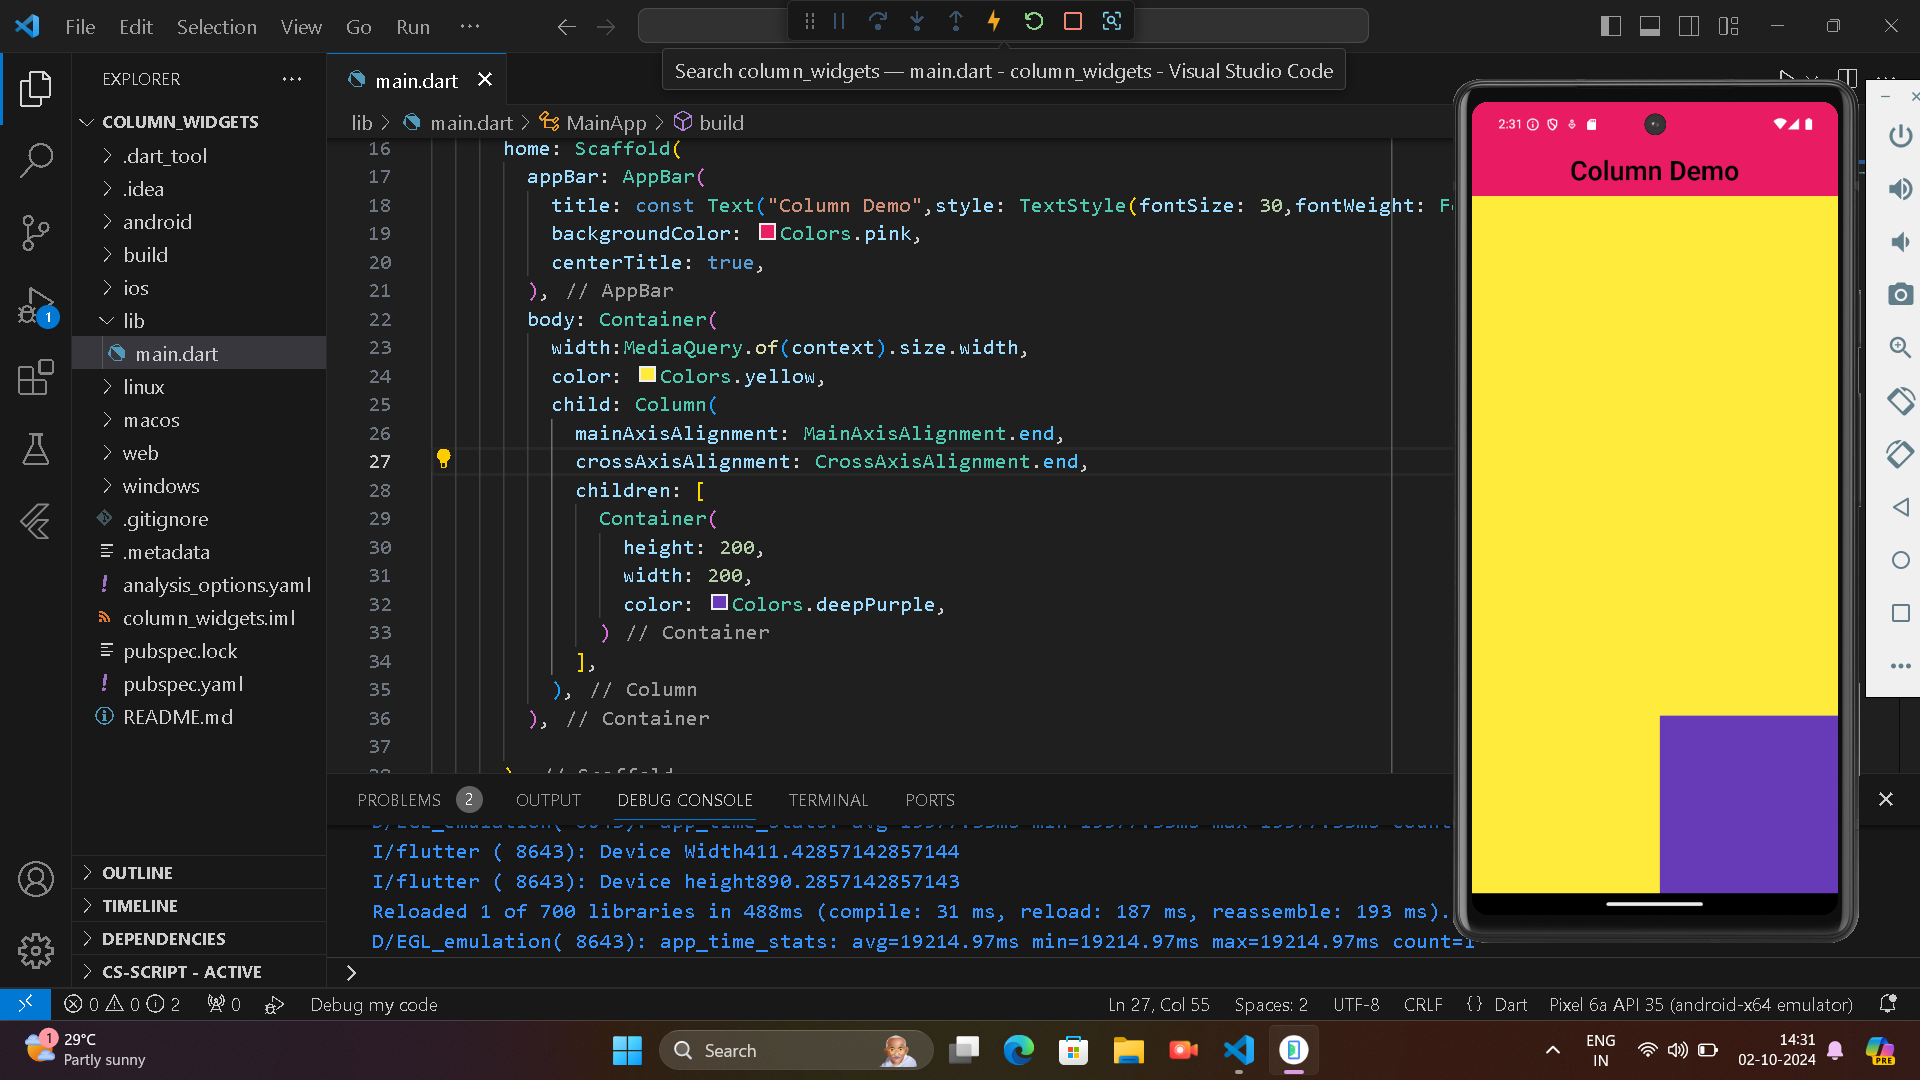 File Edit Selection View Go Run ···
Search column_widgets — main.dart - column_widgets - Visual Studio Code
EXPLORER
COLUMN_WIDGETS
.dart_tool
.idea
android
build
ios
lib
main.dart
linux
macos
web
windows
.gitignore
.metadata
analysis_options.yaml
column_widgets.iml
pubspec.lock
pubspec.yaml
README.md
OUTLINE
TIMELINE
DEPENDENCIES
CS-SCRIPT - ACTIVE
1
main.dart
lib > main.dart > MainApp > build
16 home: Scaffold(
17 appBar: AppBar(
18 title: const Text("Column Demo",style: TextStyle(fontSize: 30,fontWeight:
19 backgroundColor: Colors.pink,
20 centerTitle: true,
21 ), // AppBar
22 body: Container(
23 width:MediaQuery.of(context).size.width,
24 color: Colors.yellow,
25 child: Column(
26 mainAxisAlignment: MainAxisAlignment.end,
27 crossAxisAlignment: CrossAxisAlignment.end,
28 children: [
29 Container(
30 height: 200,
31 width: 200,
32 color: Colors.deepPurple,
33 ) // Container
34 ],
35 ), // Column
36 ), // Container
37
2:31
Column Demo
PROBLEMS 2 OUTPUT DEBUG CONSOLE TERMINAL PORTS
I/flutter ( 8643): Device Width411.42857142857144
I/flutter ( 8643): Device height890.2857142857143
Reloaded 1 of 700 libraries in 488ms (compile: 31 ms, reload: 187 ms, reassemble: 193 ms).
D/EGL_emulation( 8643): app_time_stats: avg=19214.97ms min=19214.97ms max=19214.97ms count=1
0 0 2 0 Debug my code Ln 27, Col 55 Spaces: 2 UTF-8 CRLF {} Dart Pixel 6a API 35 (android-x64 emulator)
1
29°C
Partly sunny
Search
ENG
IN
14:31
02-10-2024
PRE